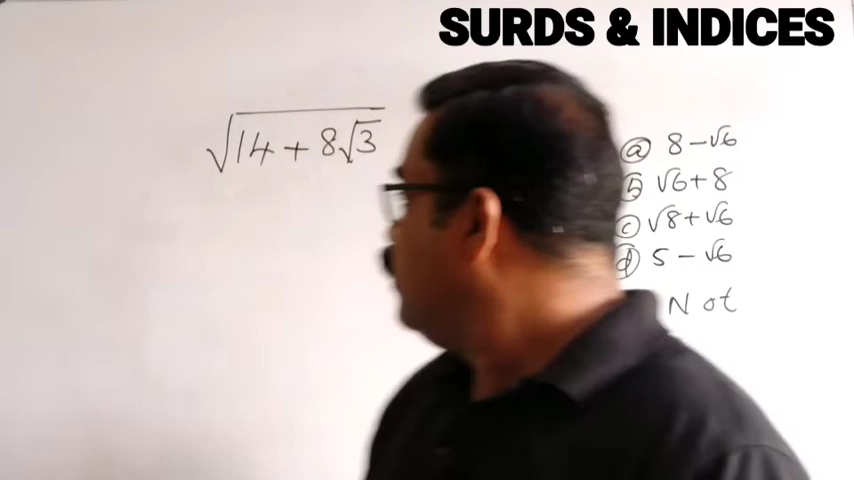 SURDS & INDICES
√14 + 8√3
ⓐ 8 - √6
ⓑ √6 + 8
ⓒ √8 + √6
ⓓ 5 - √6
Not